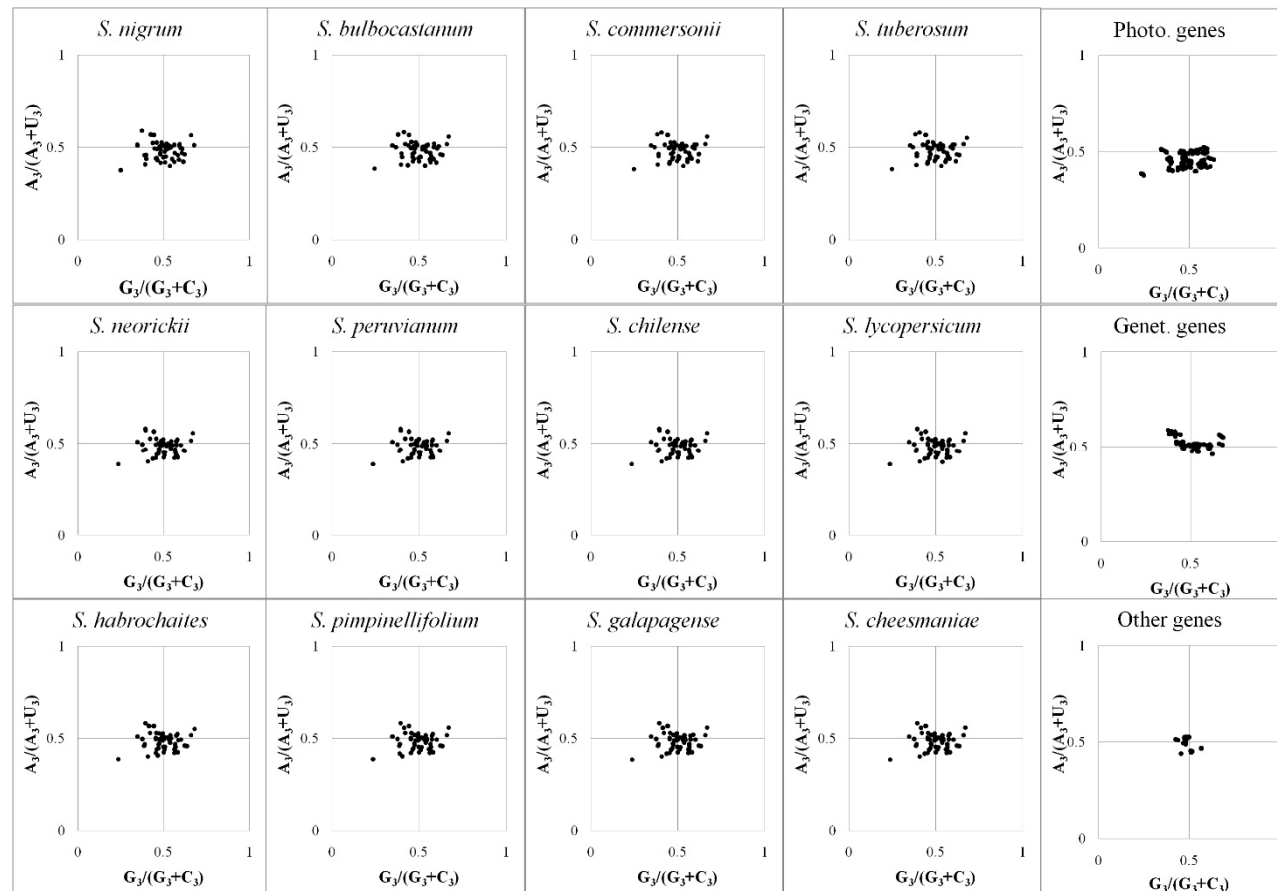 S. nigrum
1
A₃/(A₃+U₃)
0.5
0
0
0.5
1
G₃/(G₃+C₃)
S. bulbocastanum
1
A₃/(A₃+U₃)
0.5
0
0
0.5
1
G₃/(G₃+C₃)
S. commersonii
1
A₃/(A₃+U₃)
0.5
0
0
0.5
1
G₃/(G₃+C₃)
S. tuberosum
1
A₃/(A₃+U₃)
0.5
0
0
0.5
1
G₃/(G₃+C₃)
Photo. genes
1
A₃/(A₃+U₃)
0.5
0
0
0.5
G₃/(G₃+C₃)
S. neorickii
1
A₃/(A₃+U₃)
0.5
0
0
0.5
1
G₃/(G₃+C₃)
S. peruvianum
1
A₃/(A₃+U₃)
0.5
0
0
0.5
1
G₃/(G₃+C₃)
S. chilense
1
A₃/(A₃+U₃)
0.5
0
0
0.5
1
G₃/(G₃+C₃)
S. lycopersicum
1
A₃/(A₃+U₃)
0.5
0
0
0.5
1
G₃/(G₃+C₃)
Genet. genes
1
A₃/(A₃+U₃)
0.5
0
0
0.5
G₃/(G₃+C₃)
S. habrochaites
1
A₃/(A₃+U₃)
0.5
0
0
0.5
1
G₃/(G₃+C₃)
S. pimpinellifolium
1
A₃/(A₃+U₃)
0.5
0
0
0.5
1
G₃/(G₃+C₃)
S. galapagense
1
A₃/(A₃+U₃)
0.5
0
0
0.5
1
G₃/(G₃+C₃)
S. cheesmaniae
1
A₃/(A₃+U₃)
0.5
0
0
0.5
1
G₃/(G₃+C₃)
Other genes
1
A₃/(A₃+U₃)
0.5
0
0
0.5
G₃/(G₃+C₃)